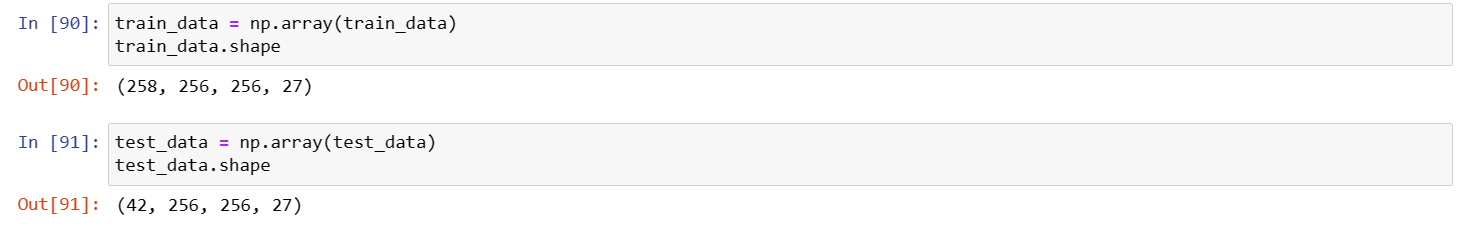 In [90]: train_data = np.array(train_data)
train_data.shape
Out[90]: (258, 256, 256, 27)
In [91]: test_data = np.array(test_data)
test_data.shape
Out[91]: (42, 256, 256, 27)